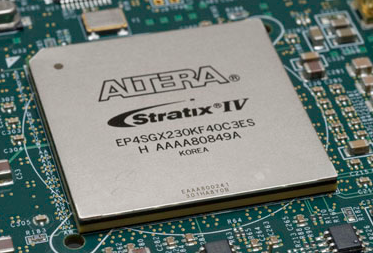 ALTERA®
Stratix® IV
EP4SGX230KF40C3ES
H AAAA80849A
KOREA